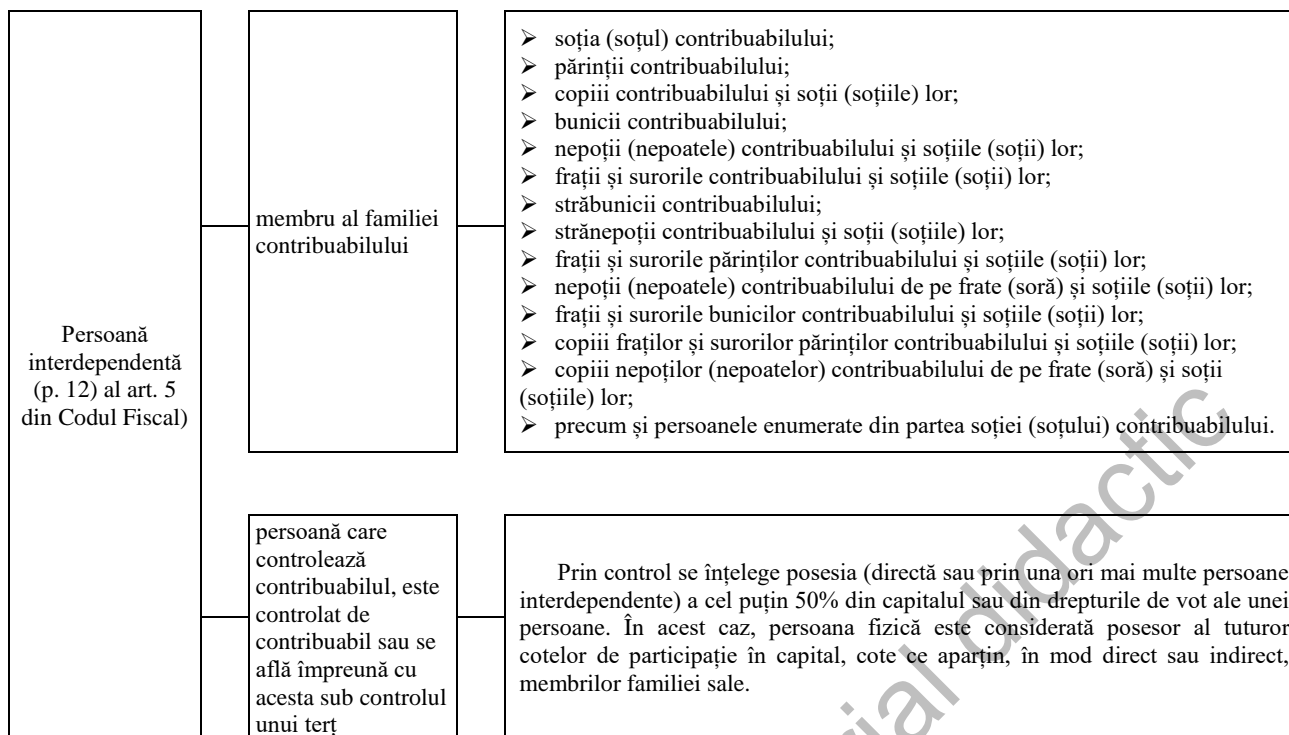 Persoană
interdependentă
(p. 12) al art. 5
din Codul Fiscal)
membru al familiei
contribuabilului
➢ soția (soțul) contribuabilului;
➢ părinții contribuabilului;
➢ copiii contribuabilului și soții (soțiile) lor;
➢ bunicii contribuabilului;
➢ nepoții (nepoatele) contribuabilului și soțiile (soții) lor;
➢ frații și surorile contribuabilului și soțiile (soții) lor;
➢ străbunicii contribuabilului;
➢ strănepoții contribuabilului și soții (soțiile) lor;
➢ frații și surorile părinților contribuabilului și soțiile (soții) lor;
➢ nepoții (nepoatele) contribuabilului de pe frate (soră) și soțiile (soții) lor;
➢ frații și surorile bunicilor contribuabilului și soțiile (soții) lor;
➢ copiii fraților și surorilor părinților contribuabilului și soțiile (soții) lor;
➢ copiii nepoților (nepoatelor) contribuabilului de pe frate (soră) și soții
(soțiile) lor;
➢ precum și persoanele enumerate din partea soției (soțului) contribuabilului.
persoană care
controlează
contribuabilul, este
controlat de
contribuabil sau se
află împreună cu
acesta sub controlul
unui terț
Prin control se înțelege posesia (directă sau prin una ori mai multe persoane
interdependente) a cel puțin 50% din capitalul sau din drepturile de vot ale unei
persoane. În acest caz, persoana fizică este considerată posesor al tuturor
cotelor de participație în capital, cote ce aparțin, în mod direct sau indirect,
membrilor familiei sale.
didactic